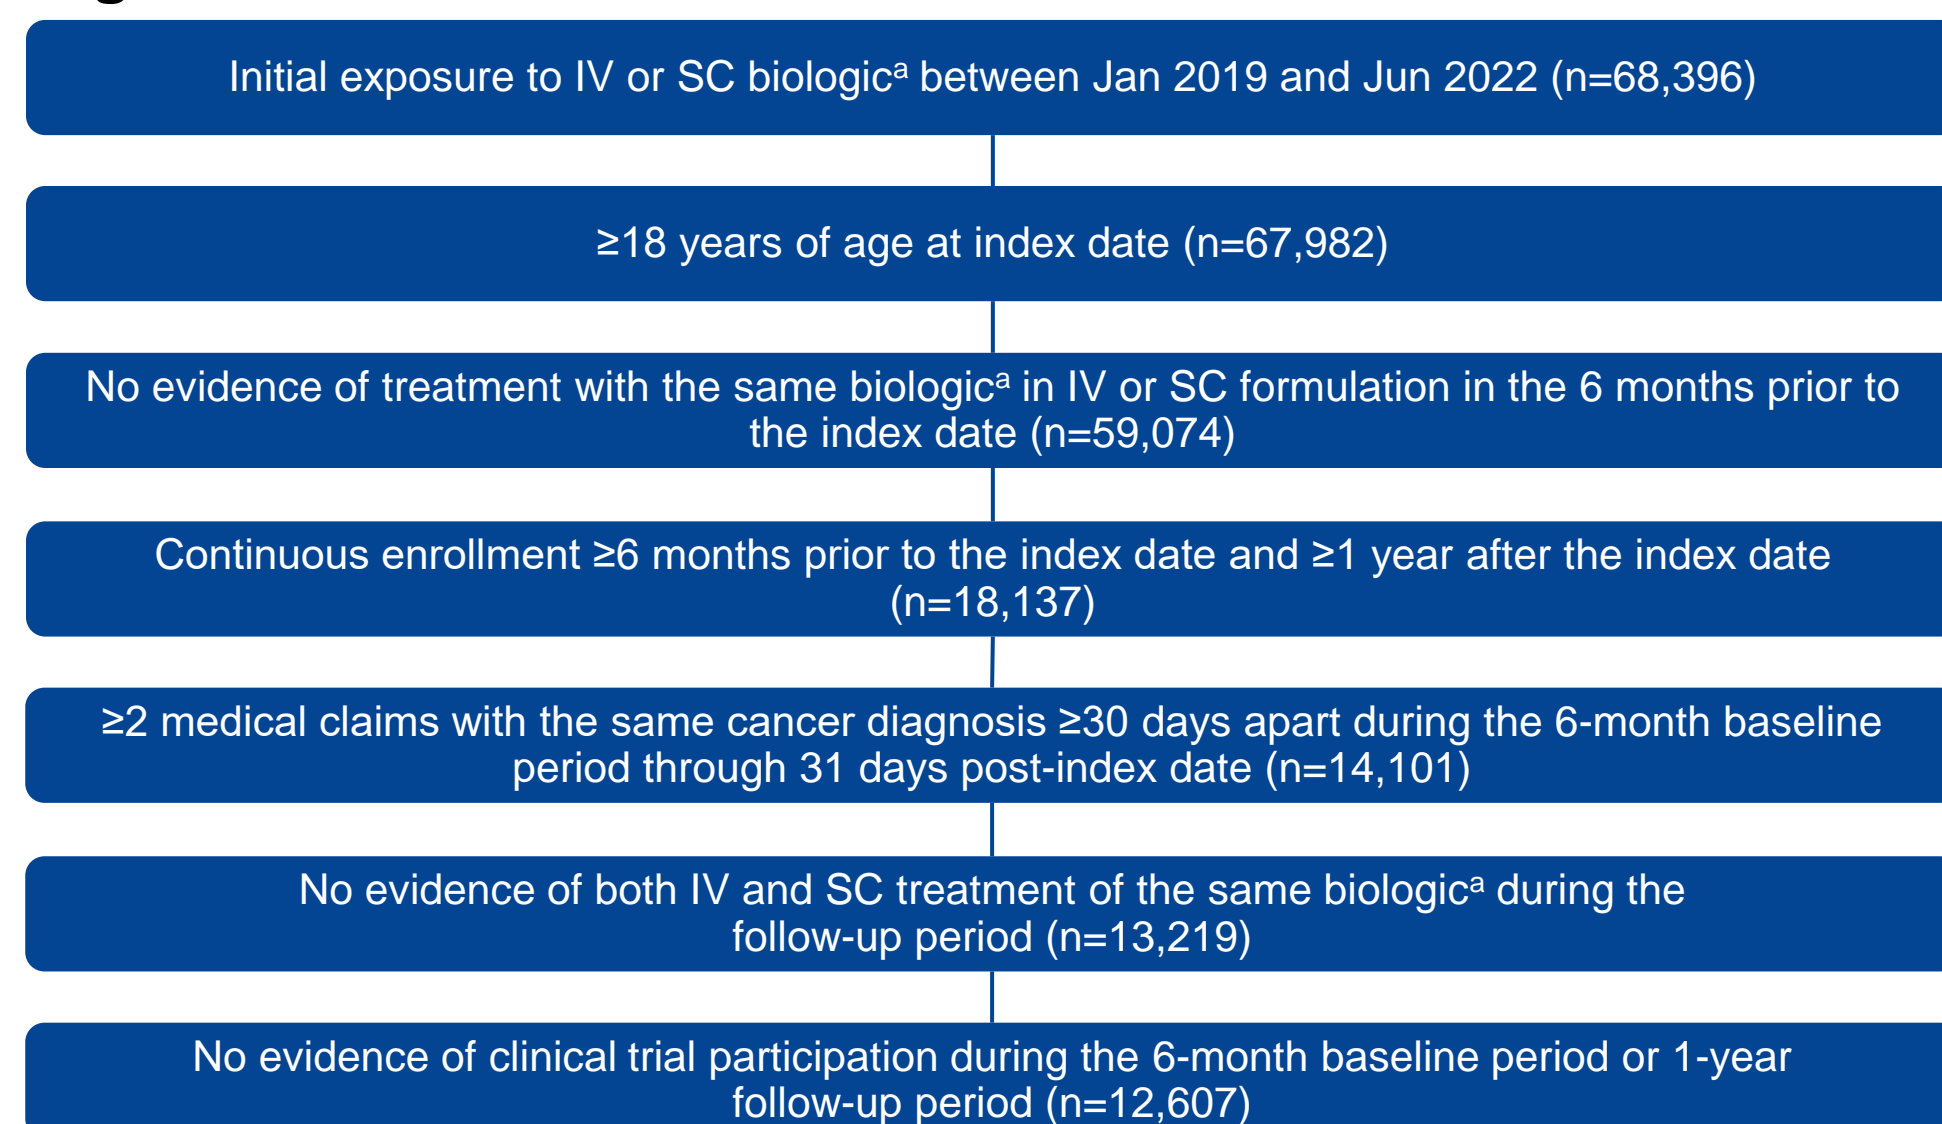 Initial exposure to IV or SC biologicᵃ between Jan 2019 and Jun 2022 (n=68,396)
≥18 years of age at index date (n=67,982)
No evidence of treatment with the same biologicᵃ in IV or SC formulation in the 6 months prior to
the index date (n=59,074)
Continuous enrollment ≥6 months prior to the index date and ≥1 year after the index date
(n=18,137)
≥2 medical claims with the same cancer diagnosis ≥30 days apart during the 6-month baseline
period through 31 days post-index date (n=14,101)
No evidence of both IV and SC treatment of the same biologicᵃ during the
follow-up period (n=13,219)
No evidence of clinical trial participation during the 6-month baseline period or 1-year
follow-up period (n=12,607)